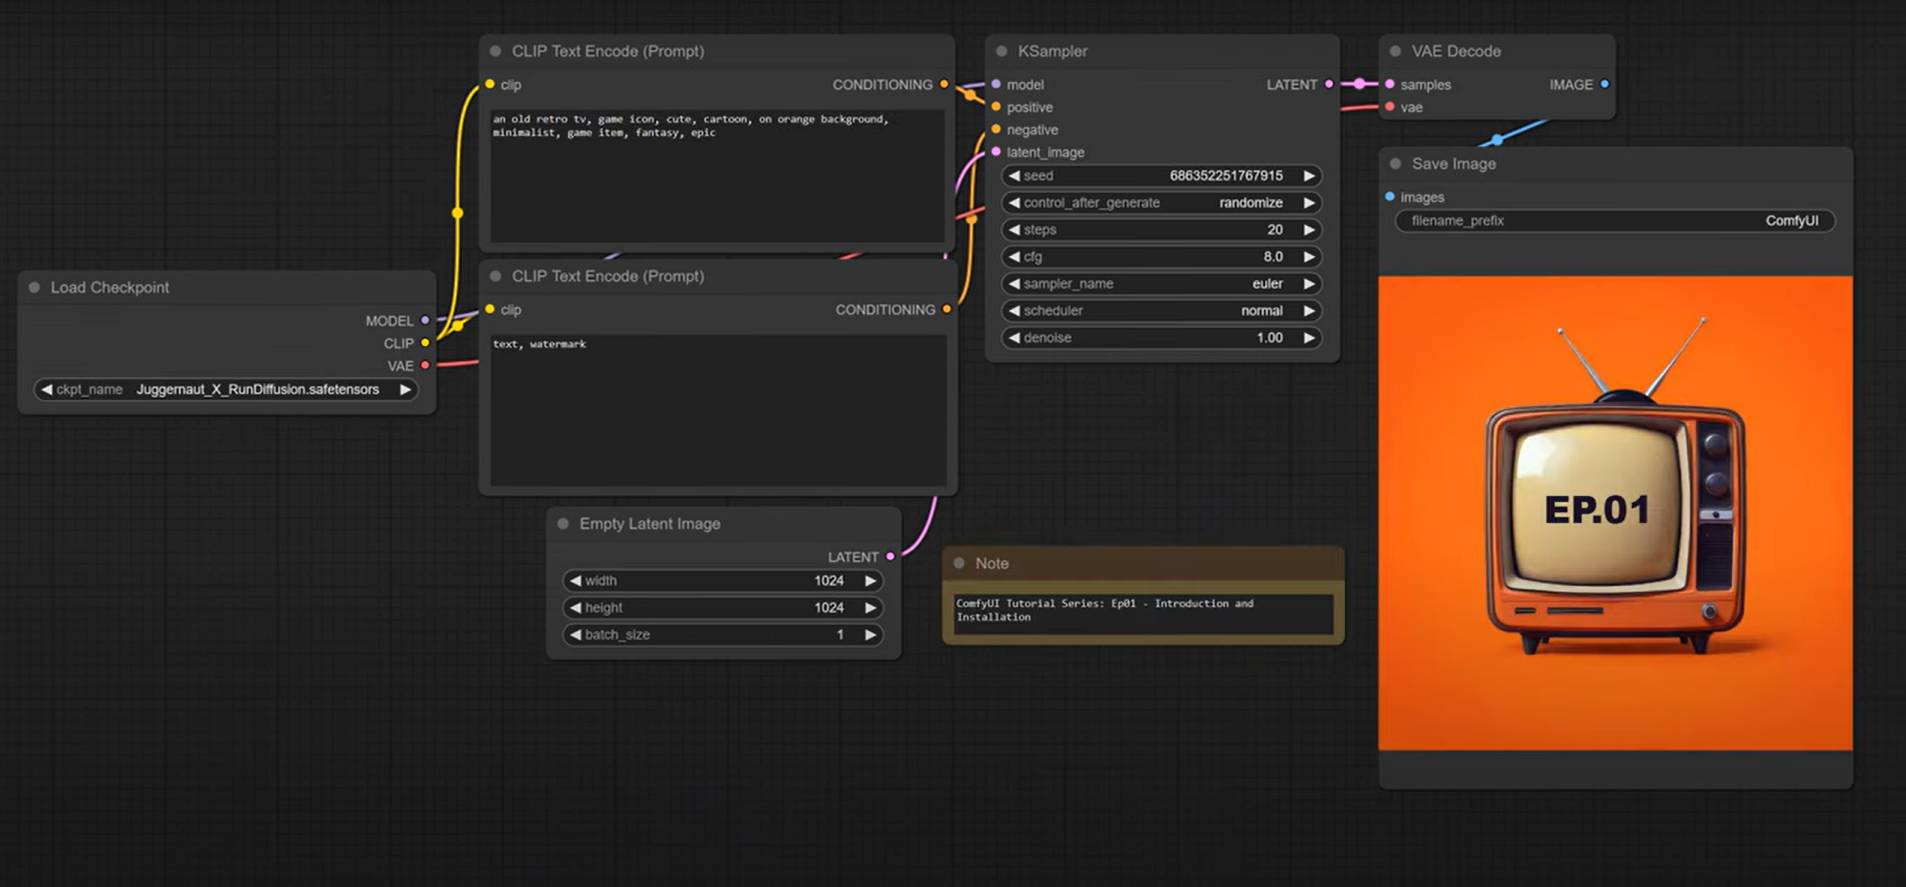 Load Checkpoint
MODEL
CLIP
VAE
ckpt_name Juggernaut_X_RunDiffusion.safetensors
CLIP Text Encode (Prompt)
clip CONDITIONING
an old retro tv, game icon, cute, cartoon, on orange background,
minimalist, game item, fantasy, epic
CLIP Text Encode (Prompt)
clip CONDITIONING
text, watermark
Empty Latent Image
LATENT
width 1024
height 1024
batch_size 1
KSampler
model LATENT
positive
negative
latent_image
seed 686352251767915
control_after_generate randomize
steps 20
cfg 8.0
sampler_name euler
scheduler normal
denoise 1.00
Note
ComfyUI Tutorial Series: Ep01 - Introduction and
Installation
VAE Decode
samples IMAGE
vae
Save Image
images
filename_prefix ComfyUI
EP.01